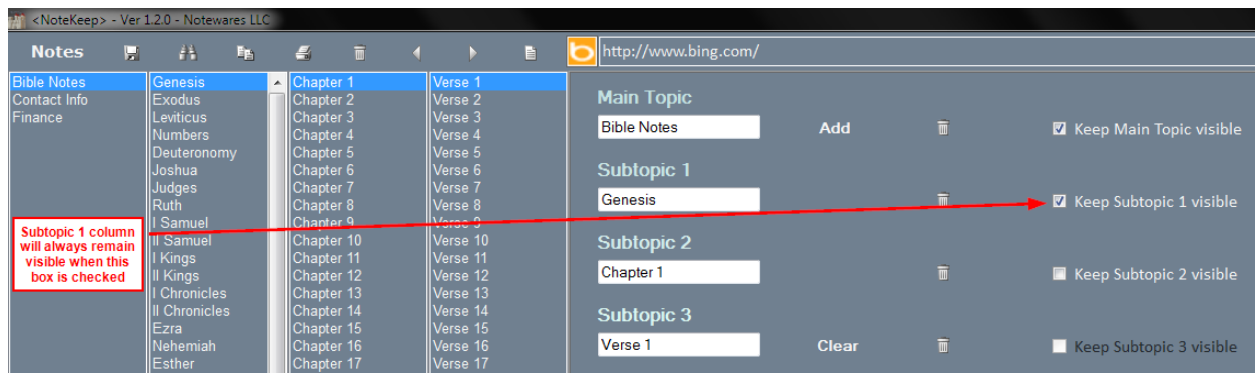 <NoteKeep> - Ver 1.2.0 - Notewares LLC
Notes
http://www.bing.com/
Bible Notes
Contact Info
Finance
Genesis
Exodus
Leviticus
Numbers
Deuteronomy
Joshua
Judges
Ruth
I Samuel
II Samuel
I Kings
II Kings
I Chronicles
II Chronicles
Ezra
Nehemiah
Esther
Chapter 1
Chapter 2
Chapter 3
Chapter 4
Chapter 5
Chapter 6
Chapter 7
Chapter 8
Chapter 9
Chapter 10
Chapter 11
Chapter 12
Chapter 13
Chapter 14
Chapter 15
Chapter 16
Chapter 17
Verse 1
Verse 2
Verse 3
Verse 4
Verse 5
Verse 6
Verse 7
Verse 8
Verse 9
Verse 10
Verse 11
Verse 12
Verse 13
Verse 14
Verse 15
Verse 16
Verse 17
Subtopic 1 column
will always remain
visible when this
box is checked
Main Topic
Bible Notes Add Keep Main Topic visible
Subtopic 1
Genesis Keep Subtopic 1 visible
Subtopic 2
Chapter 1 Keep Subtopic 2 visible
Subtopic 3
Verse 1 Clear Keep Subtopic 3 visible